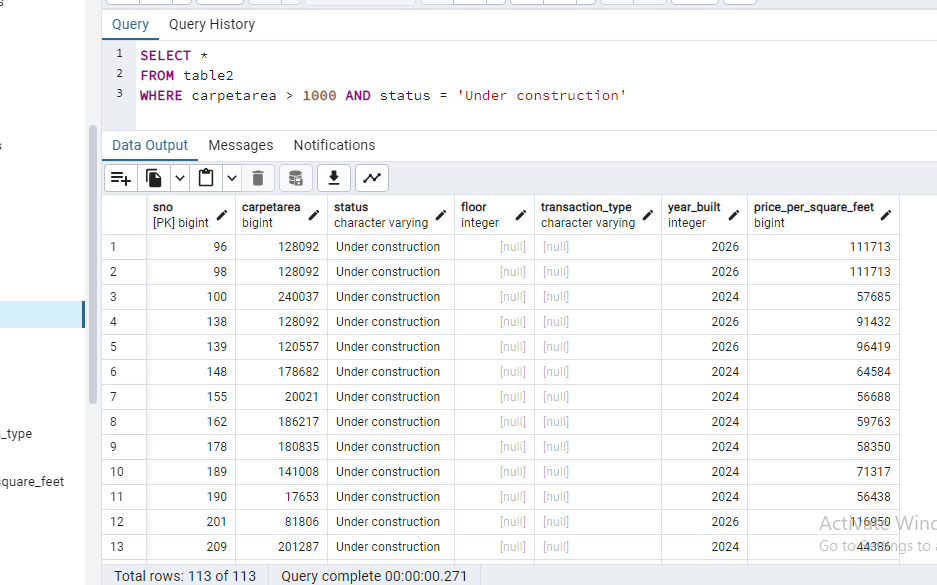 Query Query History
1 SELECT *
2 FROM table2
3 WHERE carpetarea > 1000 AND status = 'Under construction'
Data Output Messages Notifications
sno carpetarea status floor transaction_type year_built price_per_square_feet
[PK] bigint bigint character varying integer character varying integer bigint
1 96 128092 Under construction [null] [null] 2026 111713
2 98 128092 Under construction [null] [null] 2026 111713
3 100 240037 Under construction [null] [null] 2024 57685
4 138 128092 Under construction [null] [null] 2026 91432
5 139 120557 Under construction [null] [null] 2026 96419
6 148 178682 Under construction [null] [null] 2024 64584
7 155 20021 Under construction [null] [null] 2024 56688
8 162 186217 Under construction [null] [null] 2024 59763
_type
9 178 180835 Under construction [null] [null] 2024 58350
10 189 141008 Under construction [null] [null] 2024 71317
square_feet
11 190 17653 Under construction [null] [null] 2024 56438
12 201 81806 Under construction [null] [null] 2026 116950
Activate Winc
13 209 201287 Under construction [null] [null] 2024 44386
Go to Settings to
Total rows: 113 of 113 Query complete 00:00:00.271